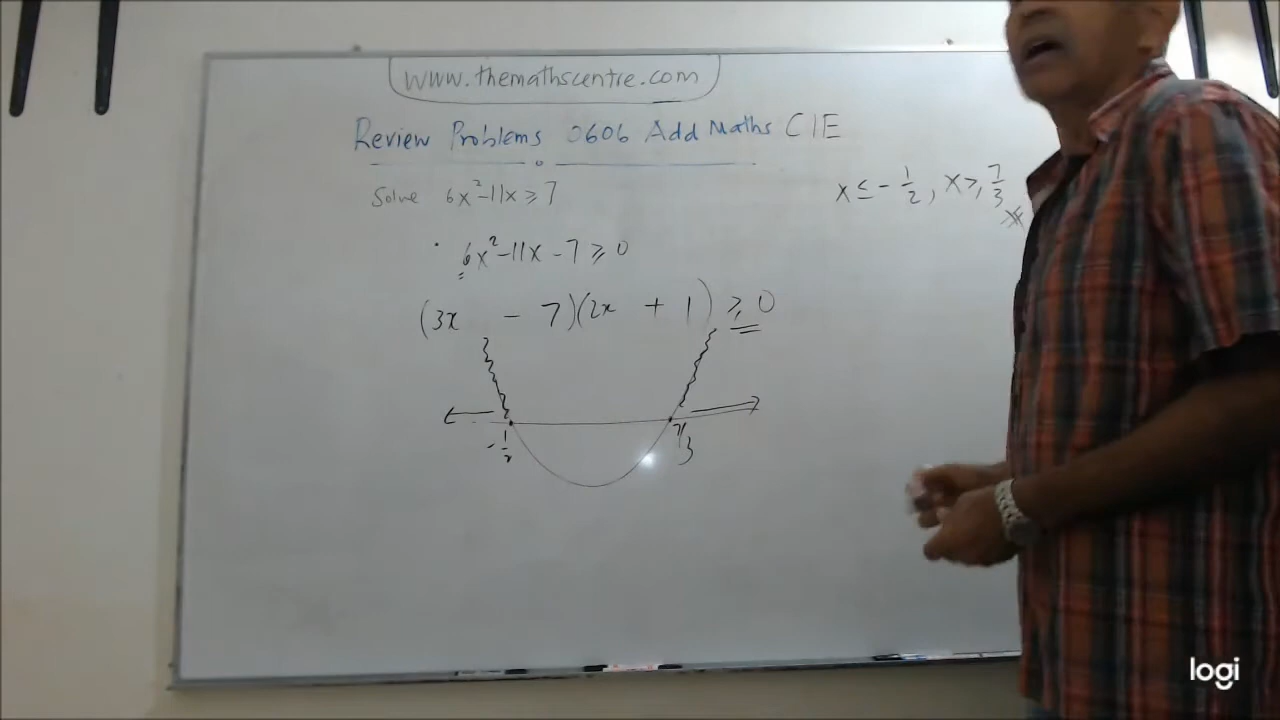 www.themathscentre.com
Review Problems 0606 Add Maths CIE
Solve 6x²-11x ≥ 7
6x²-11x-7 ≥ 0
(3x - 7)(2x + 1) ≥ 0
-1/2 7/3
x ≤ -1/2, x ≥ 7/3
logi